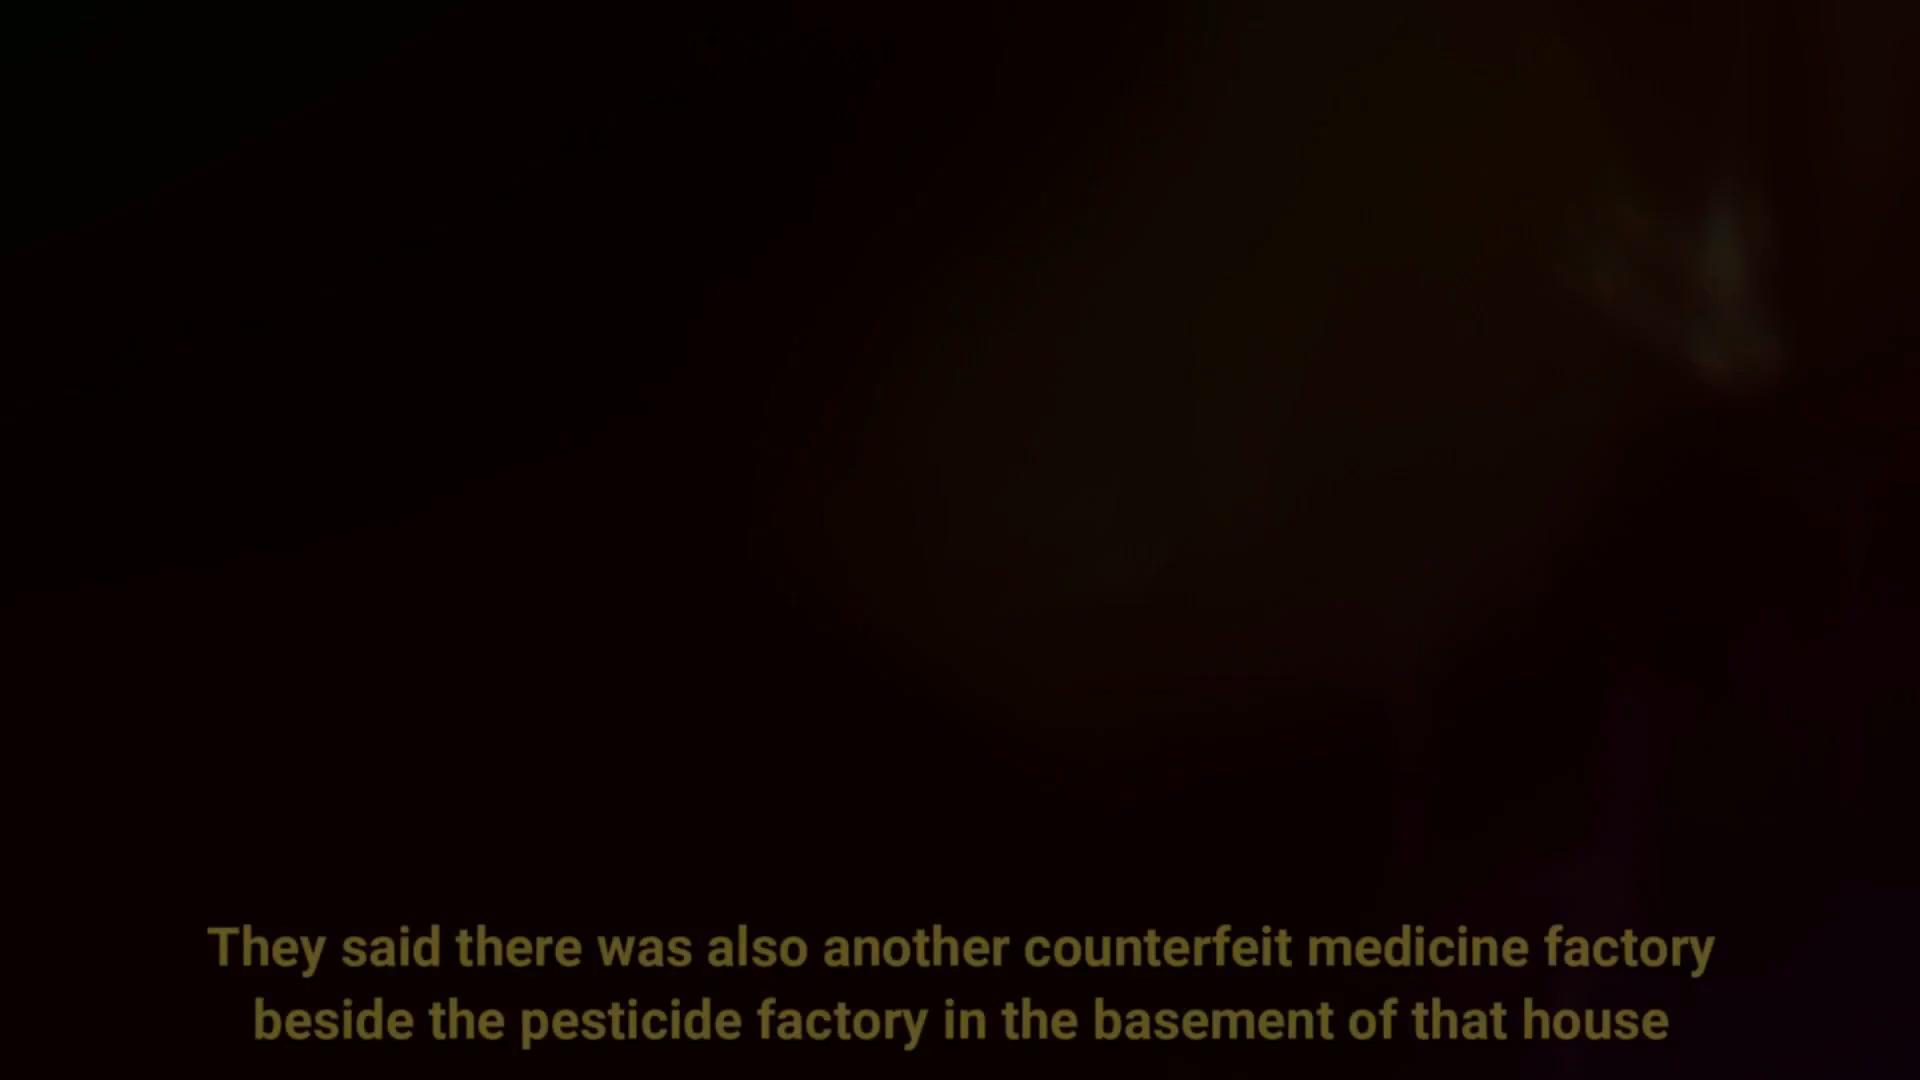 They said there was also another counterfeit medicine factory
beside the pesticide factory in the basement of that house